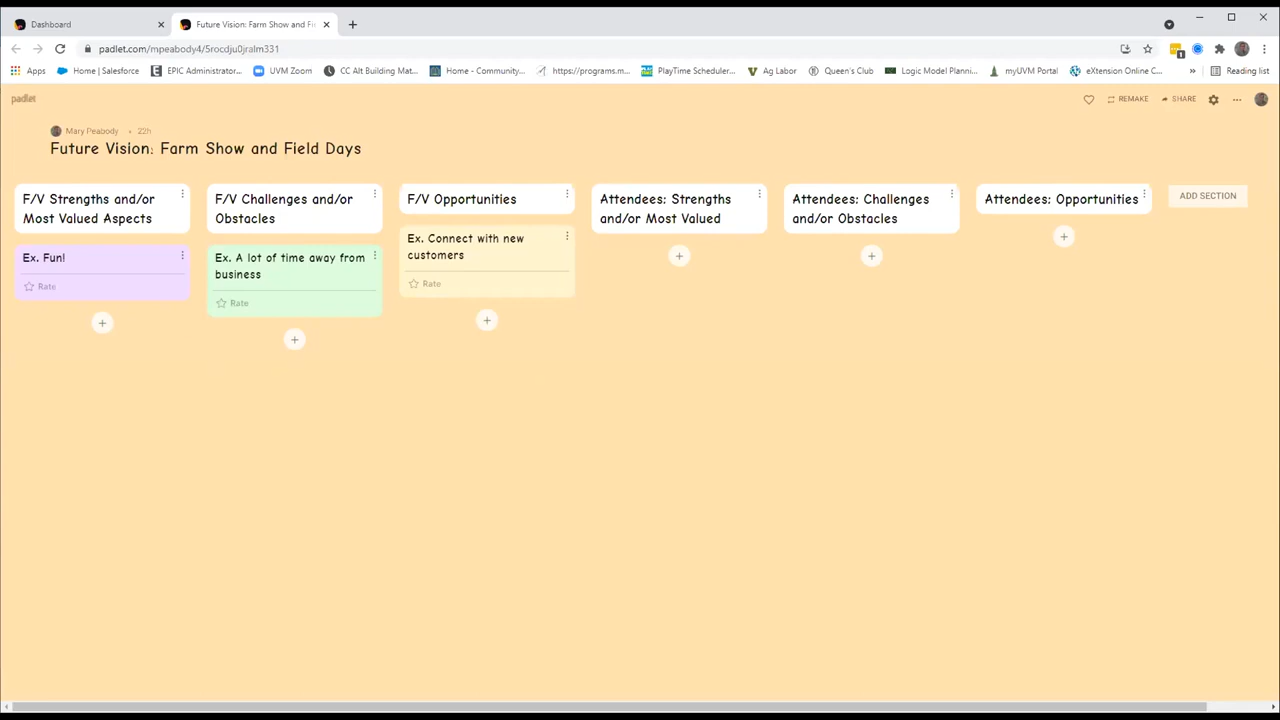 Dashboard
Future Vision: Farm Show and Fi
padlet.com/mpeabody4/5rocdju0jralm331
1
Apps
Home | Salesforce
EPIC Administrator...
UVM Zoom
CC Alt Building Mat...
Home - Community...
https://programs.m...
PlayTime Scheduler...
Ag Labor
Queen's Club
Logic Model Planni...
myUVM Portal
eXtension Online C...
»
Reading list
padlet
REMAKE
SHARE
Mary Peabody • 22h
Future Vision: Farm Show and Field Days
F/V Strengths and/or
Most Valued Aspects
Ex. Fun!
Rate
F/V Challenges and/or
Obstacles
Ex. A lot of time away from
business
Rate
F/V Opportunities
Ex. Connect with new
customers
Rate
Attendees: Strengths
and/or Most Valued
Attendees: Challenges
and/or Obstacles
Attendees: Opportunities
ADD SECTION